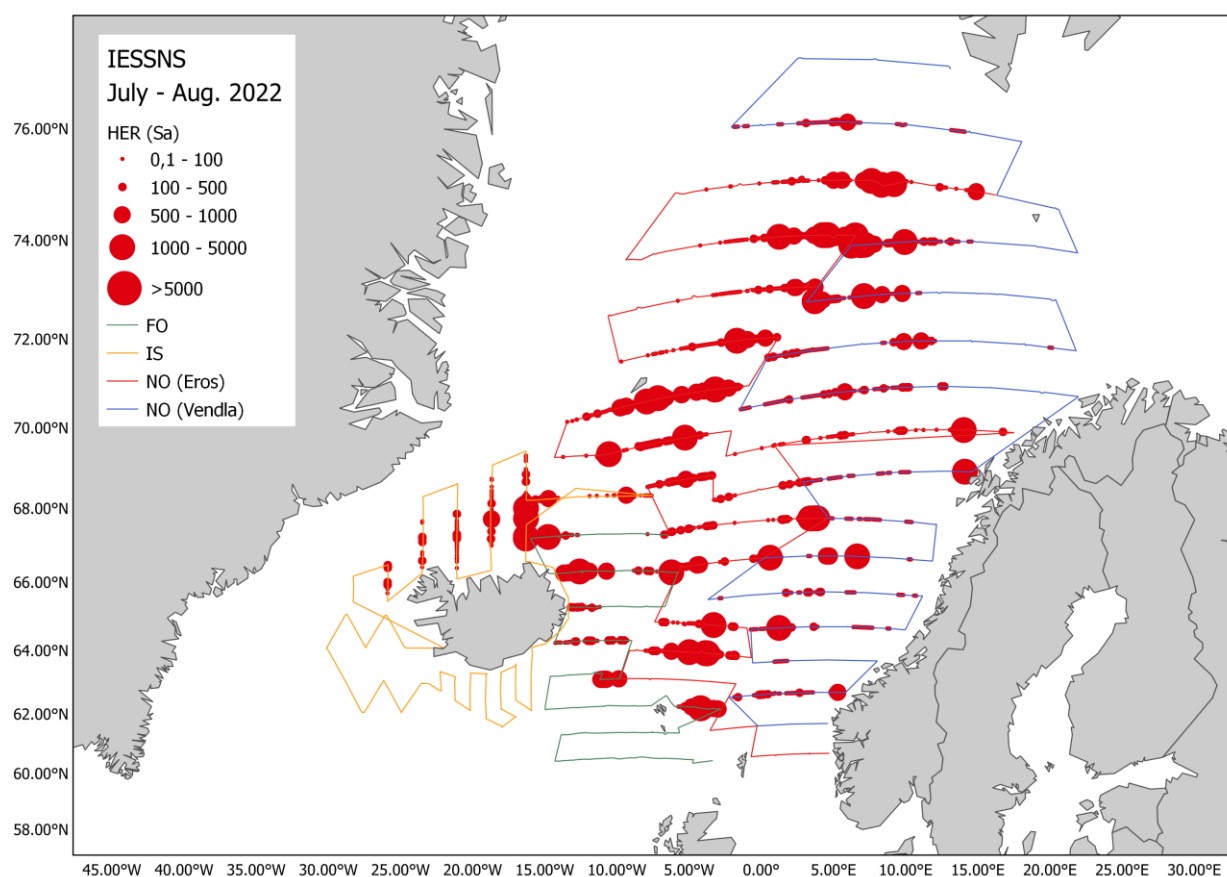 IESSNS
July - Aug. 2022
HER (Sa)
0,1 - 100
100 - 500
500 - 1000
1000 - 5000
>5000
FO
IS
NO (Eros)
NO (Vendla)
76.00°N
74.00°N
72.00°N
70.00°N
68.00°N
66.00°N
64.00°N
62.00°N
60.00°N
58.00°N
45.00°W 40.00°W 35.00°W 30.00°W 25.00°W 20.00°W 15.00°W 10.00°W 5.00°W 0.00°E 5.00°E 10.00°E 15.00°E 20.00°E 25.00°E 30.00°E